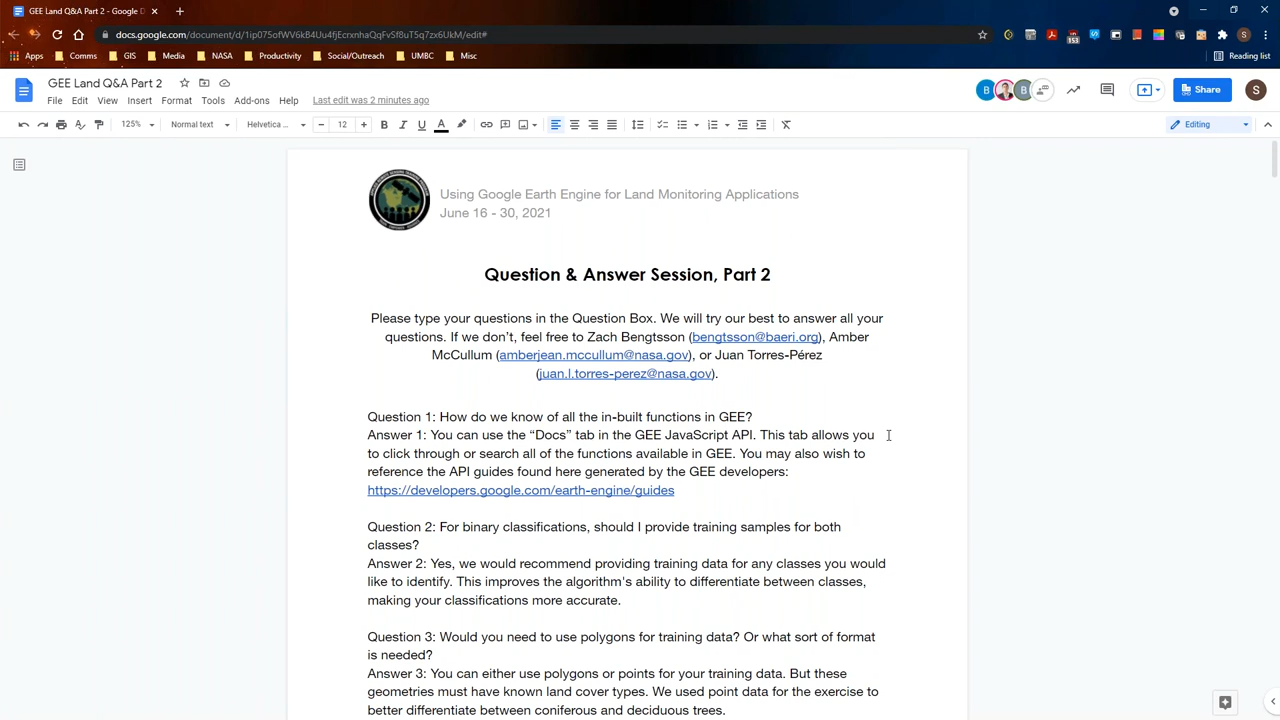 GEE Land Q&A Part 2 - Google D
docs.google.com/document/d/1ip075ofWV6kB4Uu4fjEcrxnhaQqFvSf8uT5q7zx6UkM/edit#
153
S
Apps Comms GIS Media NASA Productivity Social/Outreach UMBC Misc Reading list
GEE Land Q&A Part 2
B B Share S
File Edit View Insert Format Tools Add-ons Help Last edit was 2 minutes ago
125% Normal text Helvetica ... 12 B I U A Editing
Using Google Earth Engine for Land Monitoring Applications
June 16 - 30, 2021
Question & Answer Session, Part 2
Please type your questions in the Question Box. We will try our best to answer all your
questions. If we don't, feel free to Zach Bengtsson (bengtsson@baeri.org), Amber
McCullum (amberjean.mccullum@nasa.gov), or Juan Torres-Pérez
(juan.l.torres-perez@nasa.gov).
Question 1: How do we know of all the in-built functions in GEE?
Answer 1: You can use the “Docs” tab in the GEE JavaScript API. This tab allows you
to click through or search all of the functions available in GEE. You may also wish to
reference the API guides found here generated by the GEE developers:
https://developers.google.com/earth-engine/guides
Question 2: For binary classifications, should I provide training samples for both
classes?
Answer 2: Yes, we would recommend providing training data for any classes you would
like to identify. This improves the algorithm's ability to differentiate between classes,
making your classifications more accurate.
Question 3: Would you need to use polygons for training data? Or what sort of format
is needed?
Answer 3: You can either use polygons or points for your training data. But these
geometries must have known land cover types. We used point data for the exercise to
better differentiate between coniferous and deciduous trees.